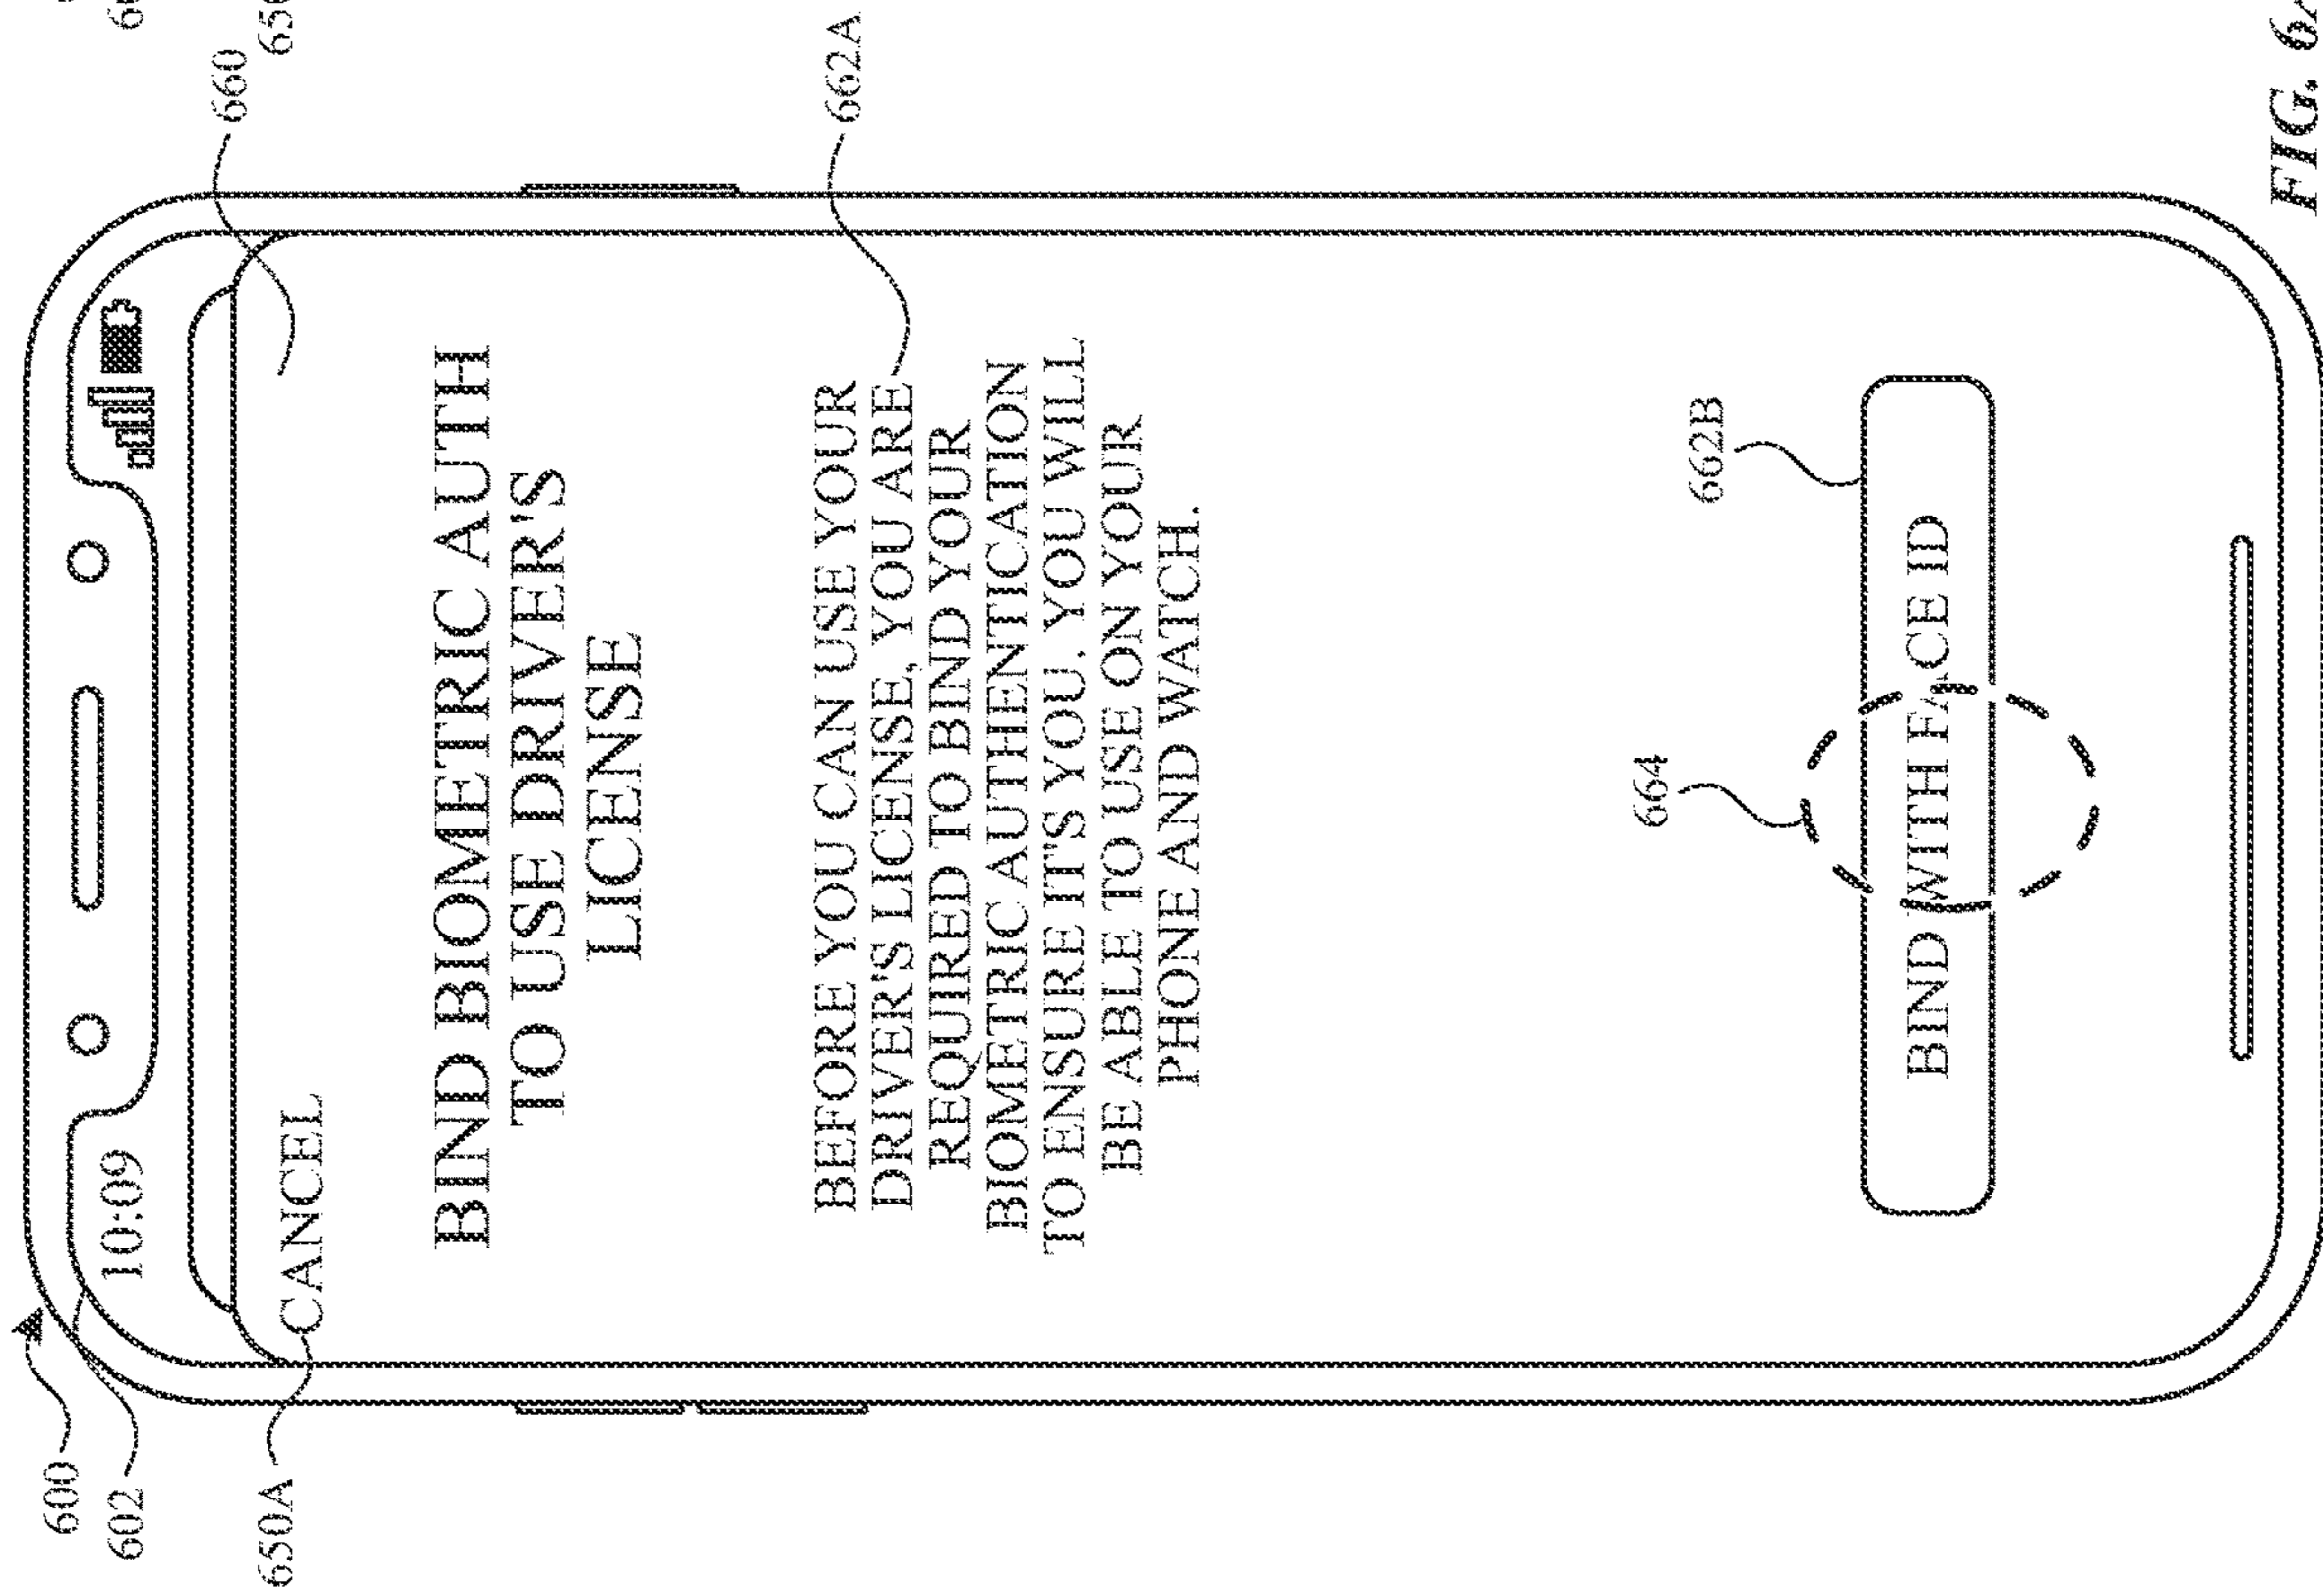 600
602
10:09
650A
CANCEL
660
BIND BIOMETRIC AUTH
TO USE DRIVER'S
LICENSE
BEFORE YOU CAN USE YOUR
DRIVER'S LICENSE, YOU ARE
REQUIRED TO BIND YOUR
BIOMETRIC AUTHENTICATION
TO ENSURE IT'S YOU. YOU WILL
BE ABLE TO USE ON YOUR
PHONE AND WATCH.
662A
664
662B
BIND WITH FACE ID
FIG. 6